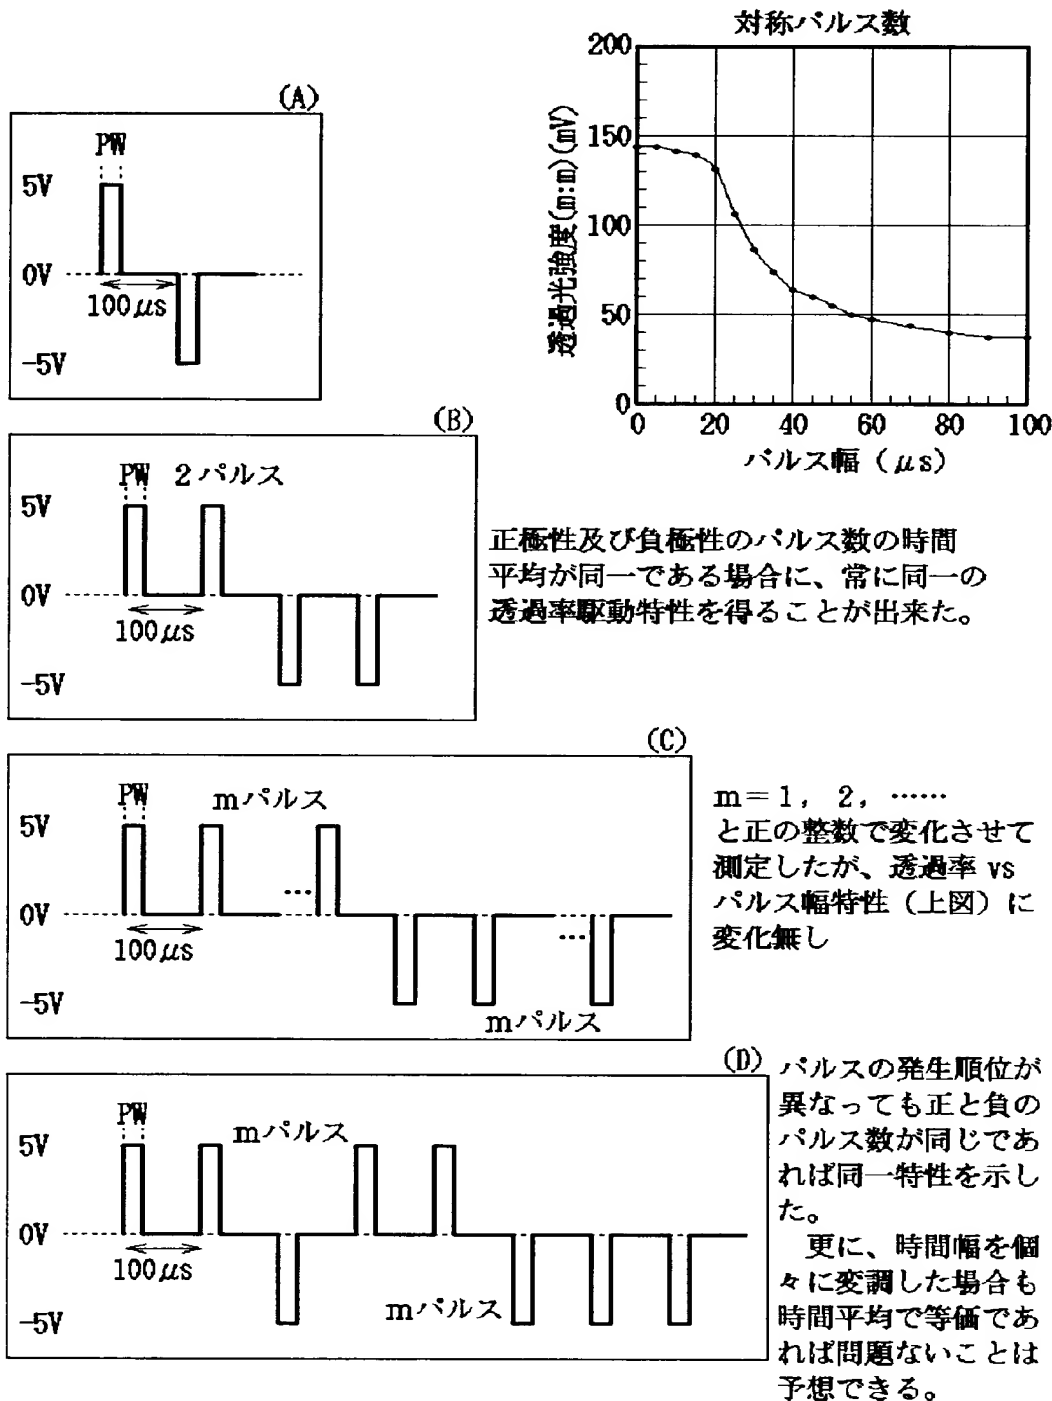 対称パルス数
200
150
100
50
0
0 20 40 60 80 100
透過光強度(m:m)(mV)
パルス幅（μs）
(A)
PW
5V
0V
100μs
-5V
(B)
PW 2パルス
5V
0V
100μs
-5V
正極性及び負極性のパルス数の時間
平均が同一である場合に、常に同一の
透過率駆動特性を得ることが出来た。
(C)
PW mパルス
5V
…
0V
100μs
…
-5V
mパルス
m＝1, 2, ……
と正の整数で変化させて
測定したが、透過率 vs
パルス幅特性（上図）に
変化無し
(D)
PW mパルス
5V
0V
100μs
mパルス
-5V
パルスの発生順位が
異なっても正と負の
パルス数が同じであ
れば同一特性を示し
た。
更に、時間幅を個
々に変調した場合も
時間平均で等価であ
れば問題ないことは
予想できる。